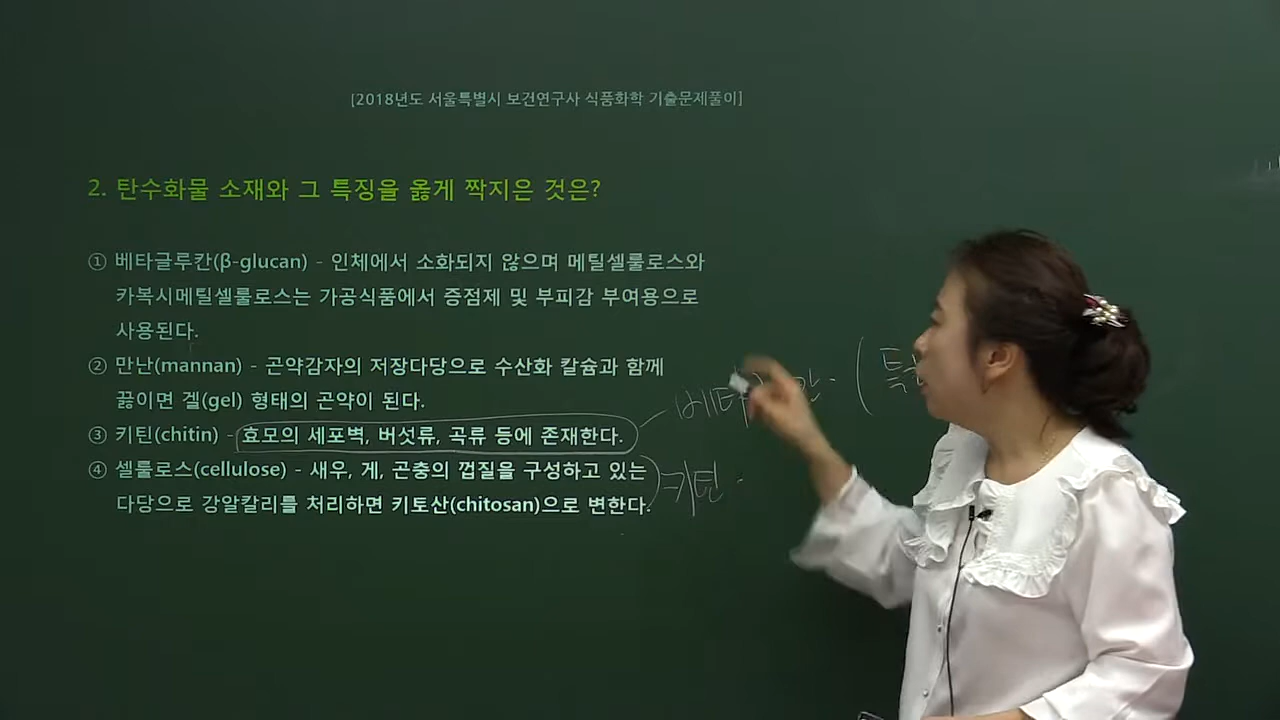 [2018년도 서울특별시 보건연구사 식품화학 기출문제풀이]
2. 탄수화물 소재와 그 특징을 옳게 짝지은 것은?
① 베타글루칸(β-glucan) - 인체에서 소화되지 않으며 메틸셀룰로스와
카복시메틸셀룰로스는 가공식품에서 증점제 및 부피감 부여용으로
사용된다.
② 만난(mannan) - 곤약감자의 저장다당으로 수산화 칼슘과 함께
끓이면 겔(gel) 형태의 곤약이 된다.
③ 키틴(chitin) - 효모의 세포벽, 버섯류, 곡류 등에 존재한다.
베타
④ 셀룰로스(cellulose) - 새우, 게, 곤충의 껍질을 구성하고 있는
다당으로 강알칼리를 처리하면 키토산(chitosan)으로 변한다.
키틴